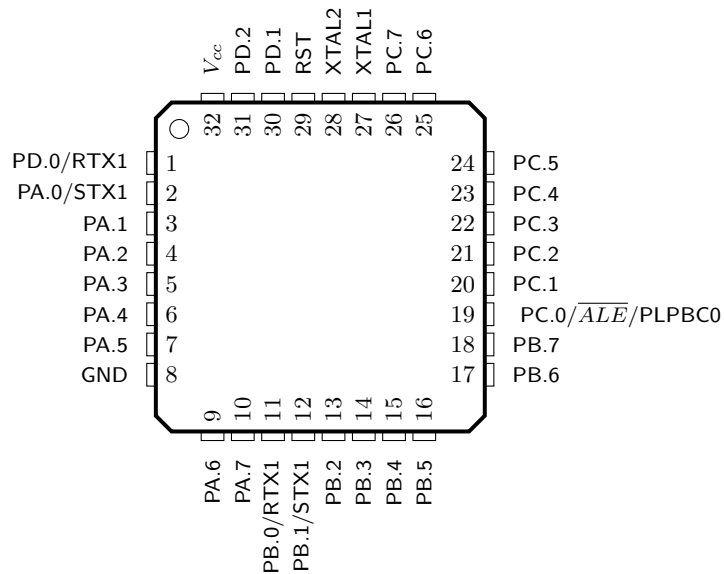 V_cc PD.2 PD.1 RST XTAL2 XTAL1 PC.7 PC.6
32 31 30 29 28 27 26 25
PD.0/RTX1 1 24 PC.5
PA.0/STX1 2 23 PC.4
PA.1 3 22 PC.3
PA.2 4 21 PC.2
PA.3 5 20 PC.1
PA.4 6 19 PC.0/A̅L̅E̅/PLPBC0
PA.5 7 18 PB.7
GND 8 17 PB.6
9 10 11 12 13 14 15 16
PA.6 PA.7 PB.0/RTX1 PB.1/STX1 PB.2 PB.3 PB.4 PB.5